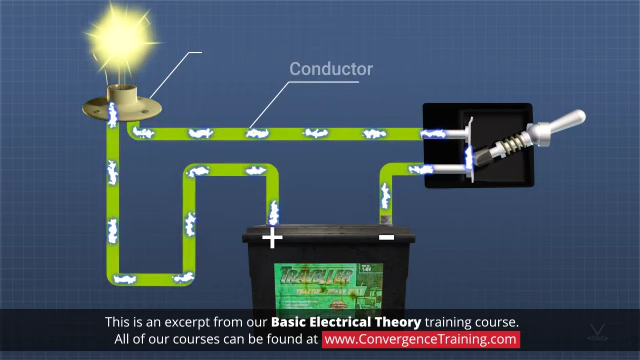 Conductor
+ -
TRAVELLER
This is an excerpt from our Basic Electrical Theory training course.
All of our courses can be found at www.ConvergenceTraining.com